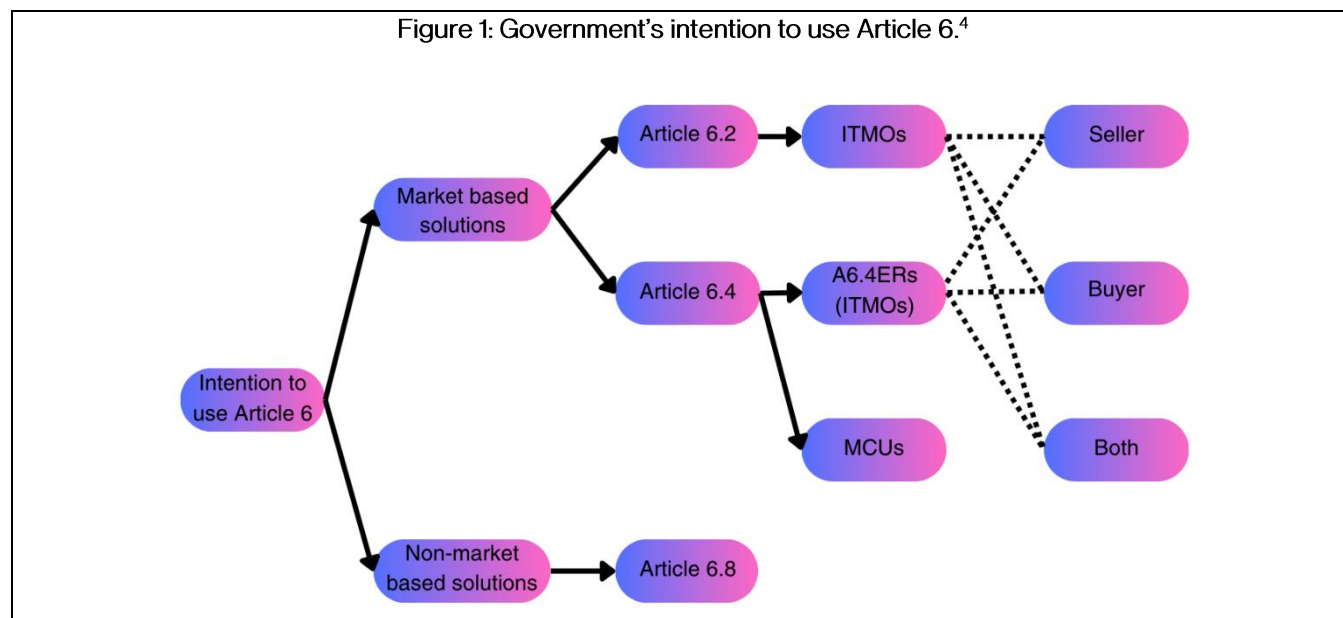 Figure 1: Government’s intention to use Article 6.⁴
Article 6.2
ITMOs
Seller
Market based
solutions
Article 6.4
A6.4ERs
(ITMOs)
Buyer
Intention to
use Article 6
MCUs
Both
Non-market
based solutions
Article 6.8